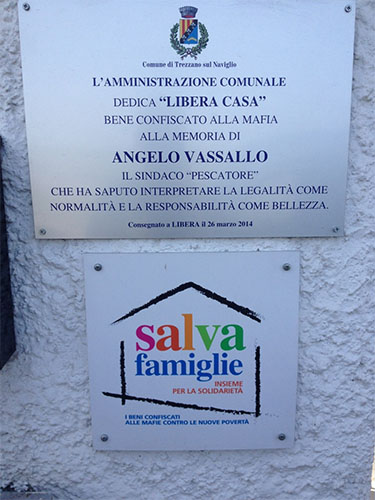 Comune di Trezzano sul Naviglio
L'AMMINISTRAZIONE COMUNALE
DEDICA "LIBERA CASA"
BENE CONFISCATO ALLA MAFIA
ALLA MEMORIA DI
ANGELO VASSALLO
IL SINDACO "PESCATORE"
CHE HA SAPUTO INTERPRETARE LA LEGALITÀ COME
NORMALITÀ E LA RESPONSABILITÀ COME BELLEZZA.
Consegnato a LIBERA il 26 marzo 2014
salva
famiglie
INSIEME
PER LA SOLIDARIETÀ
I BENI CONFISCATI
ALLE MAFIE CONTRO LE NUOVE POVERTÀ